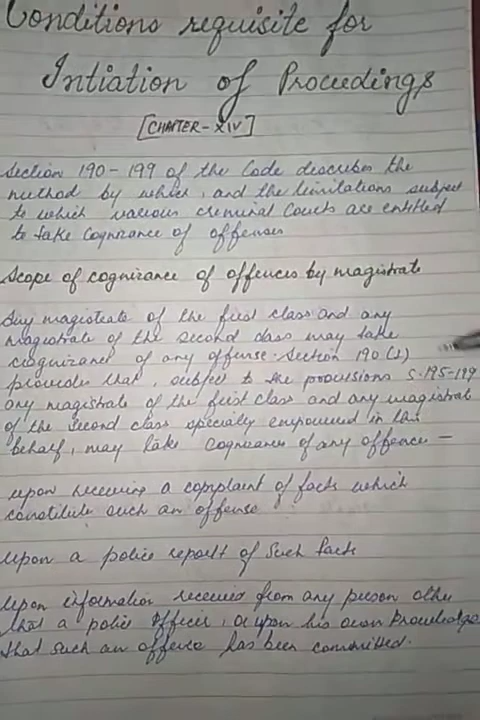 Conditions requisite for
Intiation of Proceedings
[CHAPTER-XIV]
Section 190-199 of the Code describes the
method by which, and the limitations subject
to which various criminal Courts are entitled
to take Cognizance of offenses
Scope of cognizance of offences by magistrate
Any magistrate of the first class and any
magistrate of the second class may take
cognizance of any offense. Section 190 (1)
provides that, subject to the provisions S-195-199
any magistrate of the first class and any magistrate
of the second class specially empowered in this
behalf, may take cognizance of any offence -
upon receiving a complaint of facts which
constitute such an offense
Upon a police report of such facts
Upon information received from any person other
that a police officer, or upon his own knowledge
that such an offence has been committed.